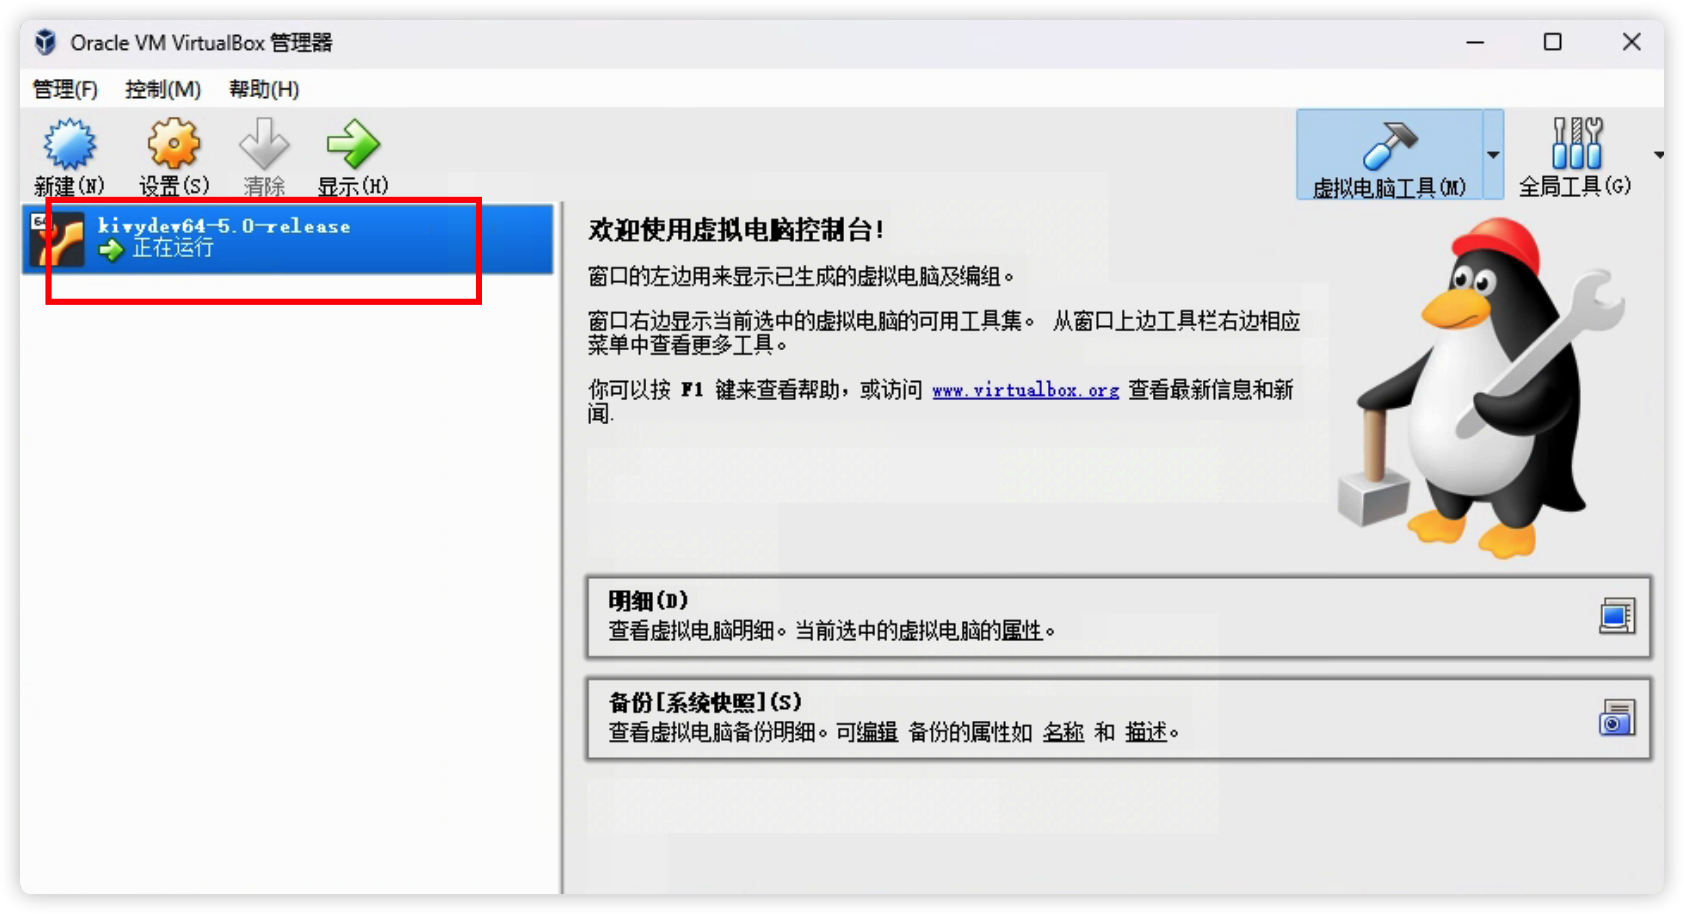 Oracle VM VirtualBox 管理器
管理(F) 控制(M) 帮助(H)
新建(N) 设置(S) 清除 显示(H) 虚拟电脑工具(M) 全局工具(G)
64
kivydev64-5.0-release
正在运行
欢迎使用虚拟电脑控制台!
窗口的左边用来显示已生成的虚拟电脑及编组。
窗口右边显示当前选中的虚拟电脑的可用工具集。 从窗口上边工具栏右边相应
菜单中查看更多工具。
你可以按 F1 键来查看帮助，或访问 www.virtualbox.org 查看最新信息和新
闻.
明细(D)
查看虚拟电脑明细。当前选中的虚拟电脑的属性。
备份[系统快照](S)
查看虚拟电脑备份明细。可编辑 备份的属性如 名称 和 描述。